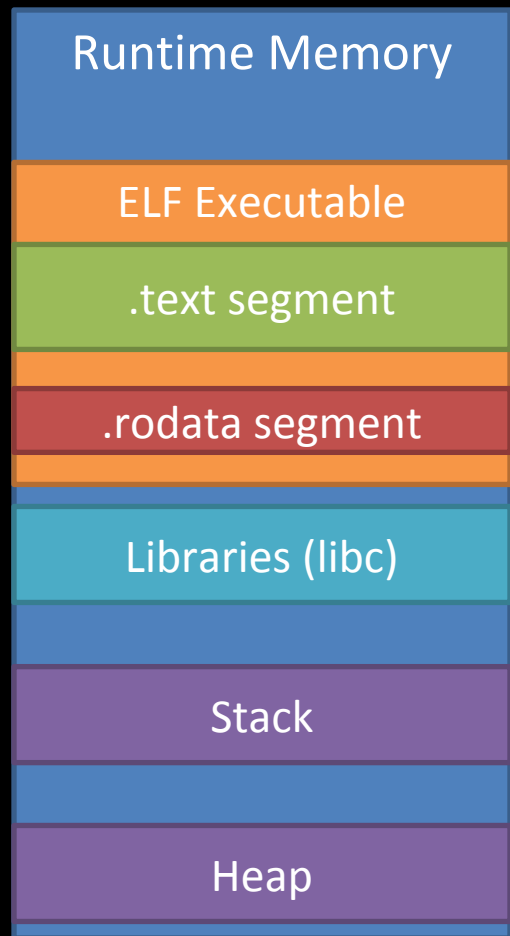 Runtime Memory
ELF Executable
.text segment
.rodata segment
Libraries (libc)
Stack
Heap